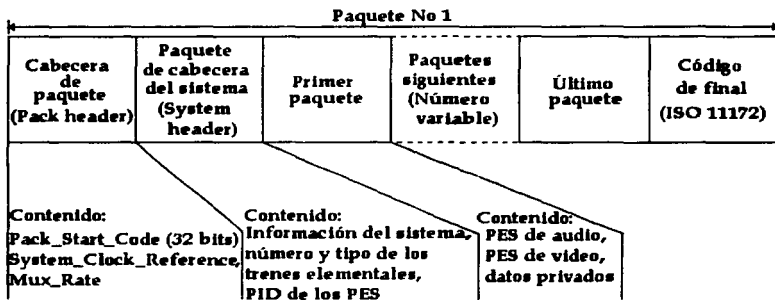 Paquete No 1
Cabecera
de
paquete
(Pack header)
Paquete
de cabecera
del sistema
(System
header)
Primer
paquete
Paquetes
siguientes
(Número
variable)
Último
paquete
Código
de final
(ISO 11172)
Contenido:
Pack_Start_Code (32 bits)
System_Clock_Reference,
Mux_Rate
Contenido:
Información del sistema,
número y tipo de los
trenes elementales,
PID de los PES
Contenido:
PES de audio,
PES de video,
datos privados